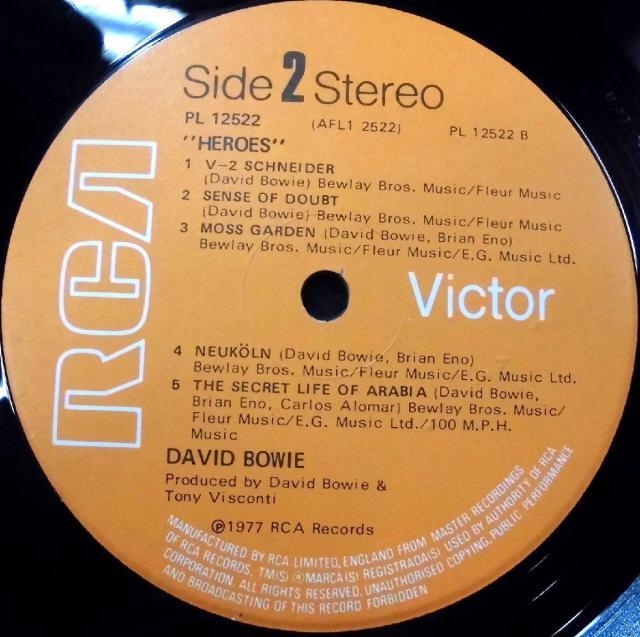 Side 2 Stereo
PL 12522 (AFL1 2522) PL 12522 B
"HEROES"
1 V-2 SCHNEIDER
(David Bowie) Bewlay Bros. Music/Fleur Music
2 SENSE OF DOUBT
(David Bowie) Bewlay Bros. Music/Fleur Music
3 MOSS GARDEN (David Bowie, Brian Eno)
Bewlay Bros. Music/Fleur Music/E.G. Music Ltd.
RCA
Victor
4 NEUKÖLN (David Bowie, Brian Eno)
Bewlay Bros. Music/Fleur Music/E.G. Music Ltd.
5 THE SECRET LIFE OF ARABIA (David Bowie,
Brian Eno, Carlos Alomar) Bewlay Bros. Music/
Fleur Music/E.G. Music Ltd./100 M.P.H.
Music
DAVID BOWIE
Produced by David Bowie &
Tony Visconti
℗1977 RCA Records
MANUFACTURED BY RCA LIMITED, ENGLAND FROM MASTER RECORDINGS
OF RCA RECORDS, TM(S) ® MARCA(S) REGISTRADA(S) USED BY AUTHORITY OF RCA
CORPORATION. ALL RIGHTS RESERVED. UNAUTHORISED COPYING, PUBLIC PERFORMANCE
AND BROADCASTING OF THIS RECORD FORBIDDEN